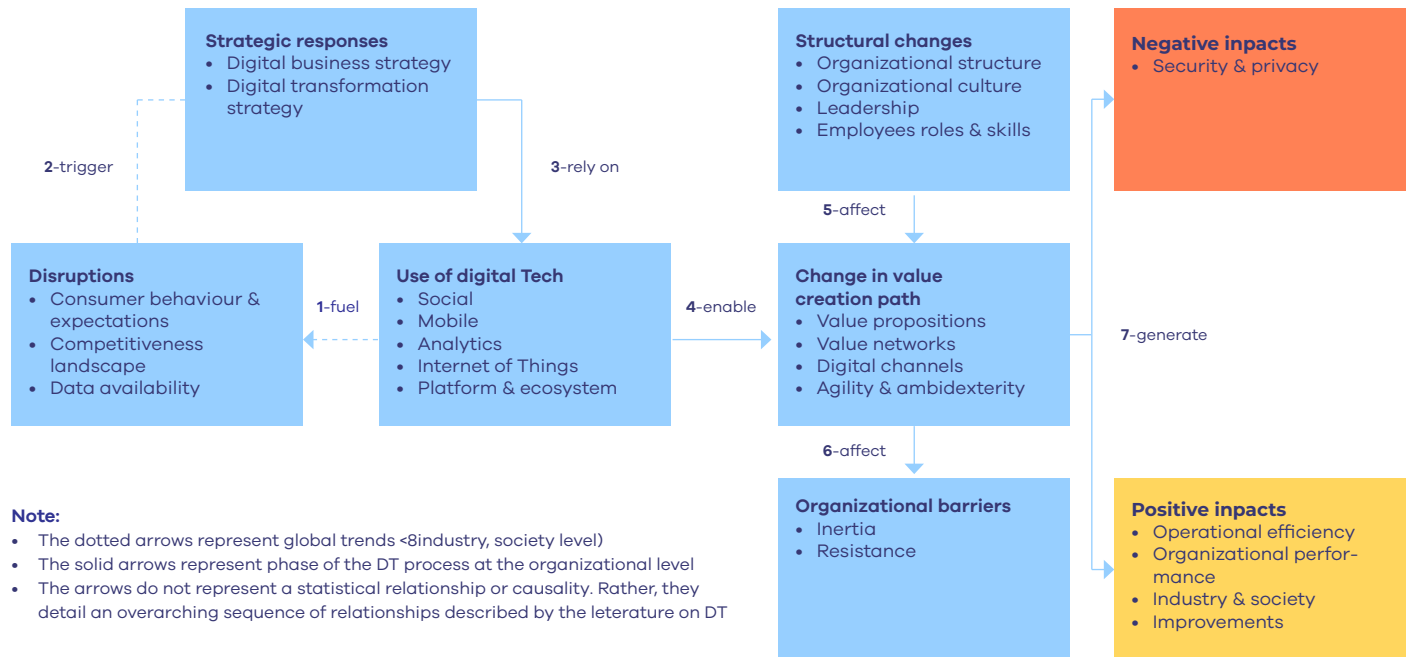 Strategic responses
• Digital business strategy
• Digital transformation
strategy
Structural changes
• Organizational structure
• Organizational culture
• Leadership
• Employees roles & skills
Negative inpacts
• Security & privacy
2-trigger
3-rely on
5-affect
Disruptions
• Consumer behaviour &
expectations
• Competitiveness
landscape
• Data availability
1-fuel
Use of digital Tech
• Social
• Mobile
• Analytics
• Internet of Things
• Platform & ecosystem
4-enable
Change in value
creation path
• Value propositions
• Value networks
• Digital channels
• Agility & ambidexterity
7-generate
6-affect
Organizational barriers
• Inertia
• Resistance
Positive inpacts
• Operational efficiency
• Organizational perfor-
mance
• Industry & society
• Improvements
Note:
• The dotted arrows represent global trends <8industry, society level)
• The solid arrows represent phase of the DT process at the organizational level
• The arrows do not represent a statistical relationship or causality. Rather, they
detail an overarching sequence of relationships described by the leterature on DT